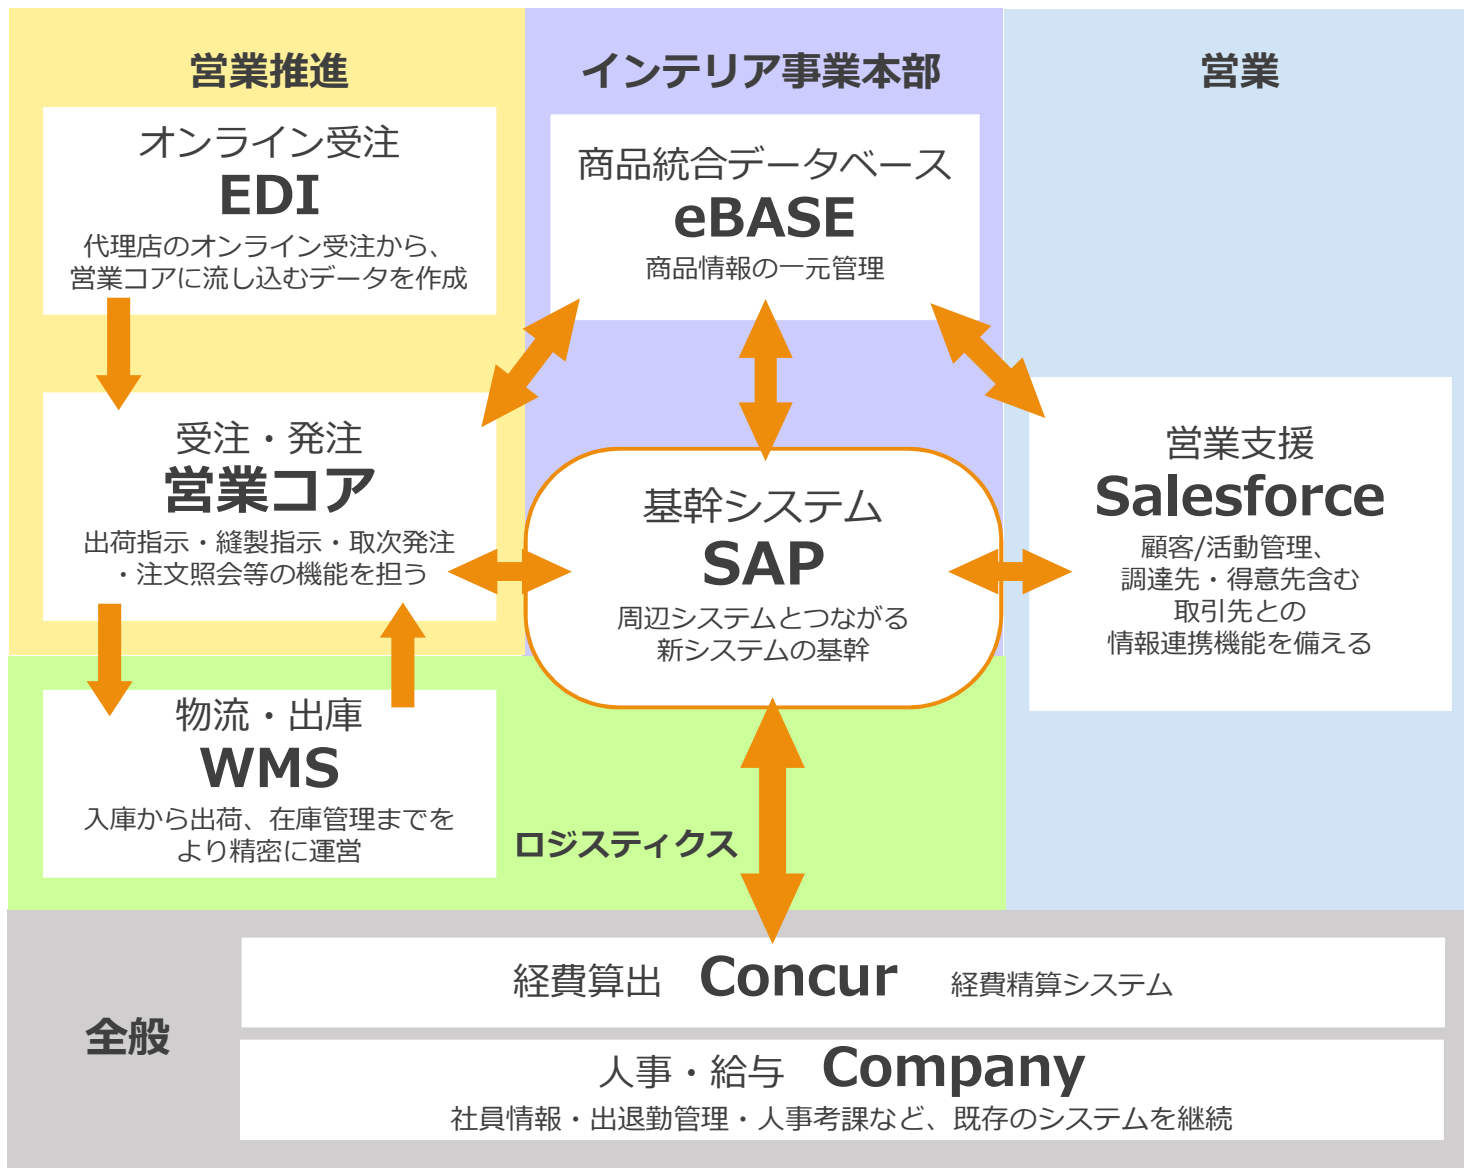 営業推進
オンライン受注
EDI
代理店のオンライン受注から、
営業コアに流し込むデータを作成
受注・発注
営業コア
出荷指示・縫製指示・取次発注
・注文照会等の機能を担う
インテリア事業本部
商品統合データベース
eBASE
商品情報の一元管理
基幹システム
SAP
周辺システムとつながる
新システムの基幹
営業
営業支援
Salesforce
顧客/活動管理、
調達先・得意先含む
取引先との
情報連携機能を備える
物流・出庫
WMS
入庫から出荷、在庫管理までを
より精密に運営
ロジスティクス
全般
経費算出 Concur 経費精算システム
人事・給与 Company
社員情報・出退勤管理・人事考課など、既存のシステムを継続